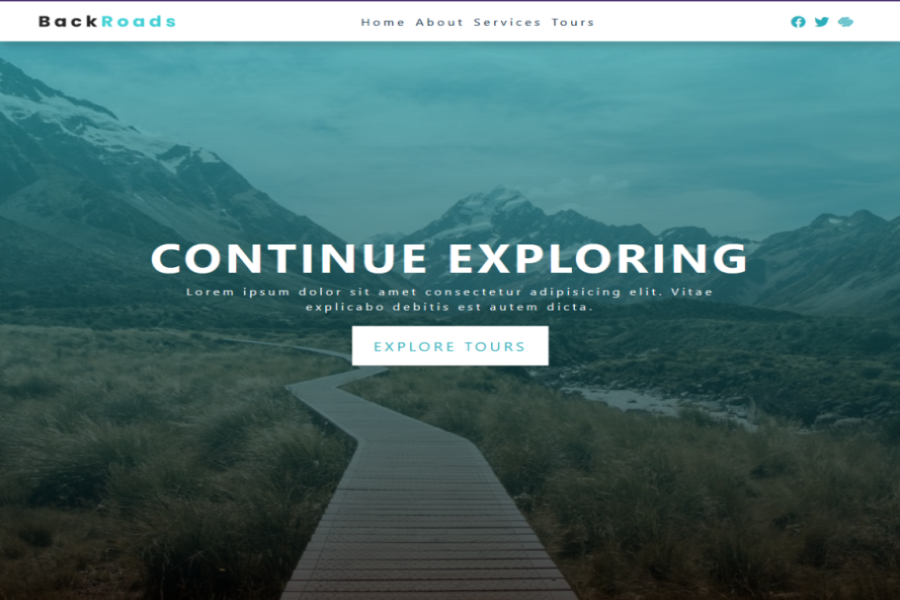 BackRoads
Home About Services Tours
CONTINUE EXPLORING
Lorem ipsum dolor sit amet consectetur adipisicing elit. Vitae
explicabo debitis est autem dicta.
EXPLORE TOURS